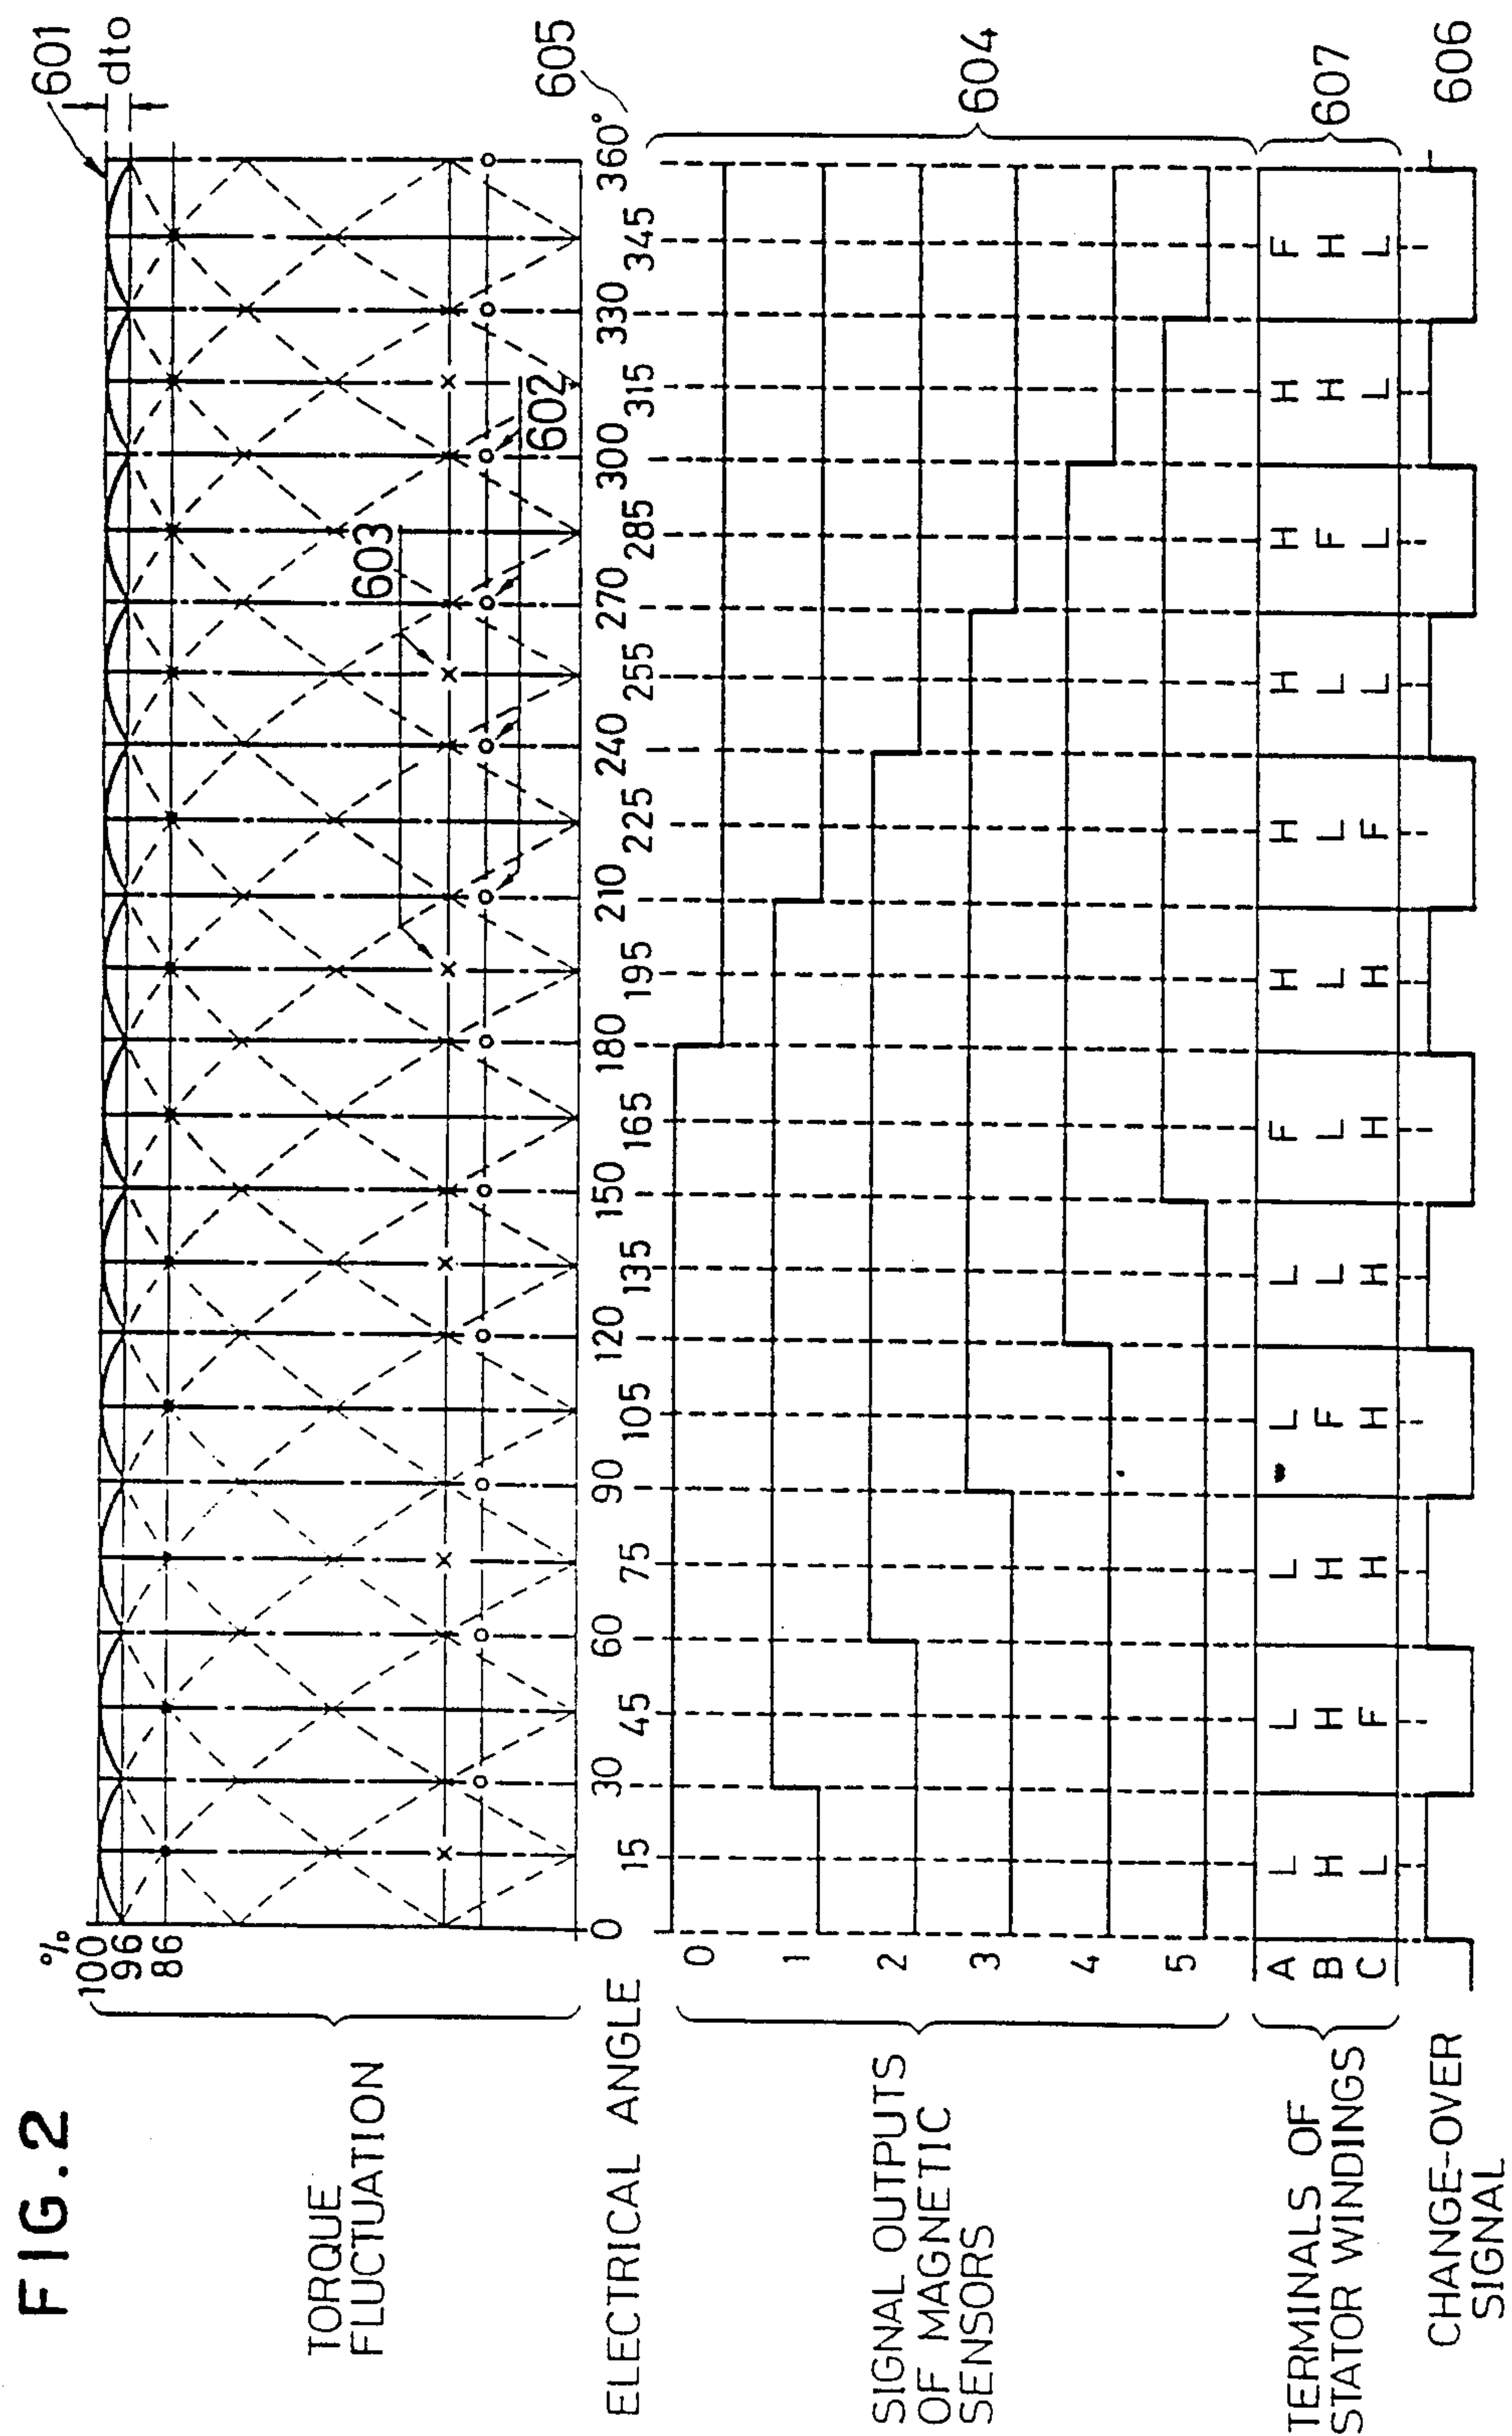 FIG.2
601
dto
%
100
96
86
TORQUE
FLUCTUATION
603
602
605
ELECTRICAL ANGLE
0 15 30 45 60 75 90 105 120 135 150 165 180 195 210 225 240 255 270 285 300 315 330 345 360°
SIGNAL OUTPUTS
OF MAGNETIC
SENSORS
0
1
2
3
4
5
604
TERMINALS OF
STATOR WINDINGS
A L L L L L F H H H H H F
B H H H F L L L L L F H H
C L F H H H H H F L L L L
607
CHANGE-OVER
SIGNAL
606